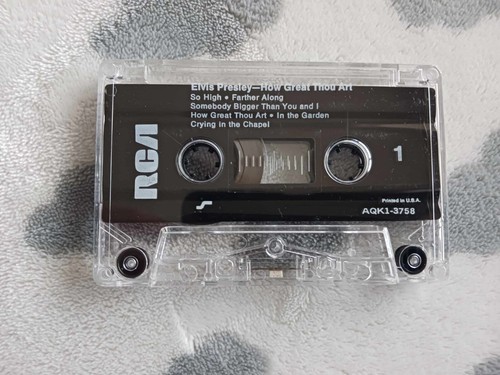 Elvis Presley—How Great Thou Art
So High • Farther Along
Somebody Bigger Than You and I
How Great Thou Art • In the Garden
Crying in the Chapel
RCA
1
Printed in U.S.A.
AQK1-3758